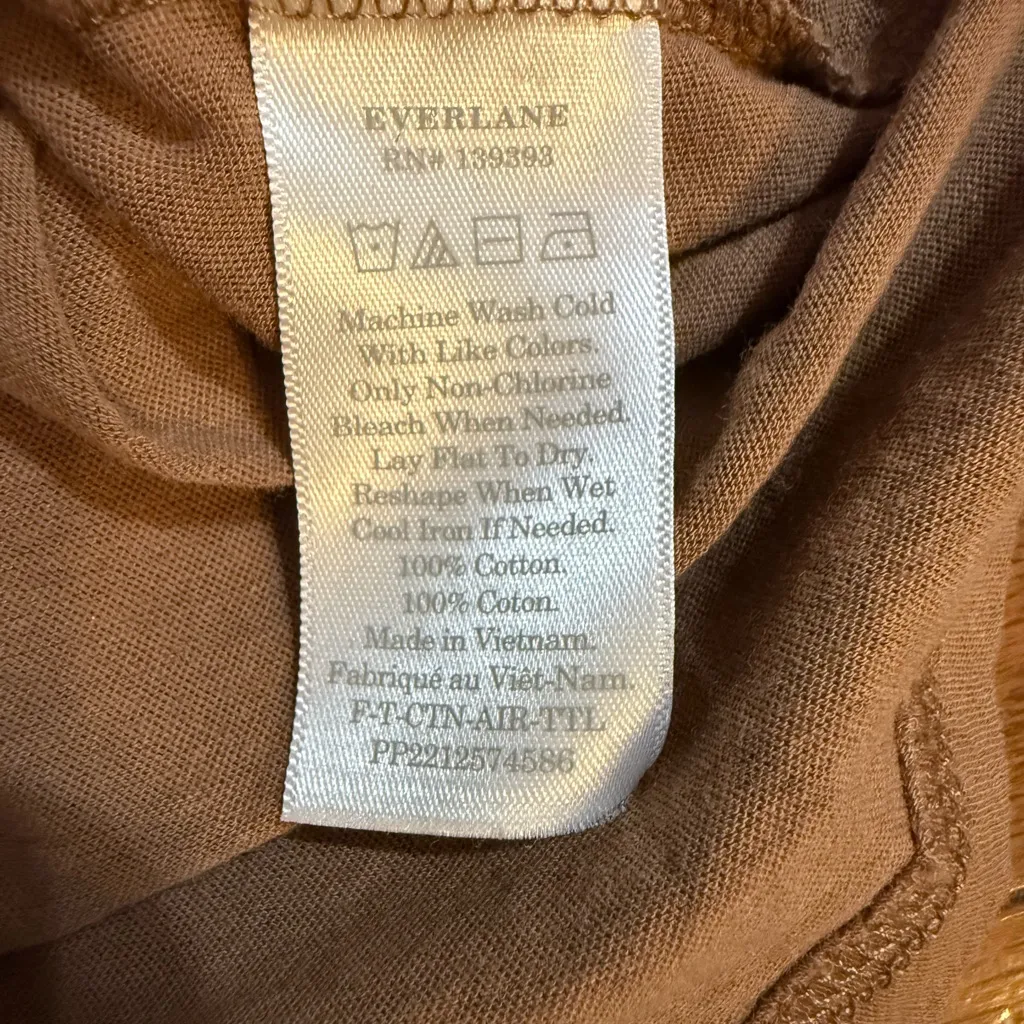 EVERLANE
RN# 139393
Machine Wash Cold
With Like Colors.
Only Non-Chlorine
Bleach When Needed.
Lay Flat To Dry
Reshape When Wet
Cool Iron If Needed.
100% Cotton.
100% Coton.
Made in Vietnam.
Fabriqué au Viêt-Nam.
F-T-CTN-AIR-TTL
PP2212574586